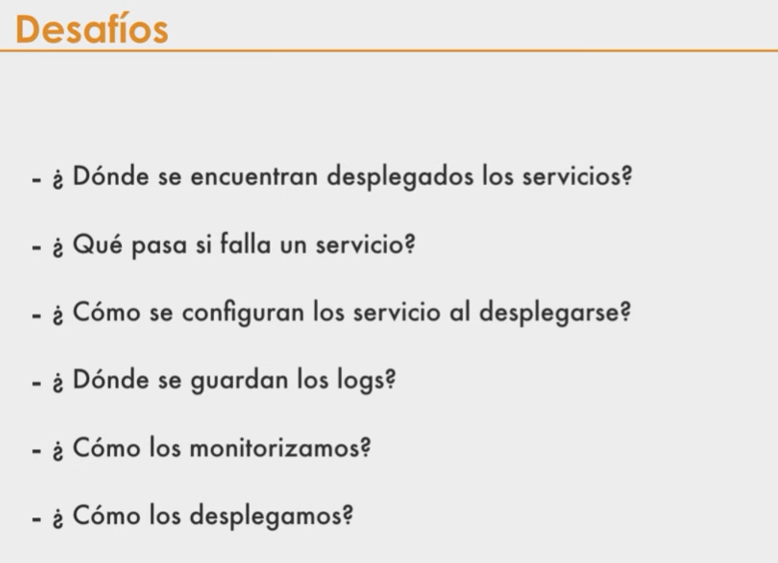 Desafíos
- ¿ Dónde se encuentran desplegados los servicios?
- ¿ Qué pasa si falla un servicio?
- ¿ Cómo se configuran los servicio al desplegarse?
- ¿ Dónde se guardan los logs?
- ¿ Cómo los monitorizamos?
- ¿ Cómo los desplegamos?